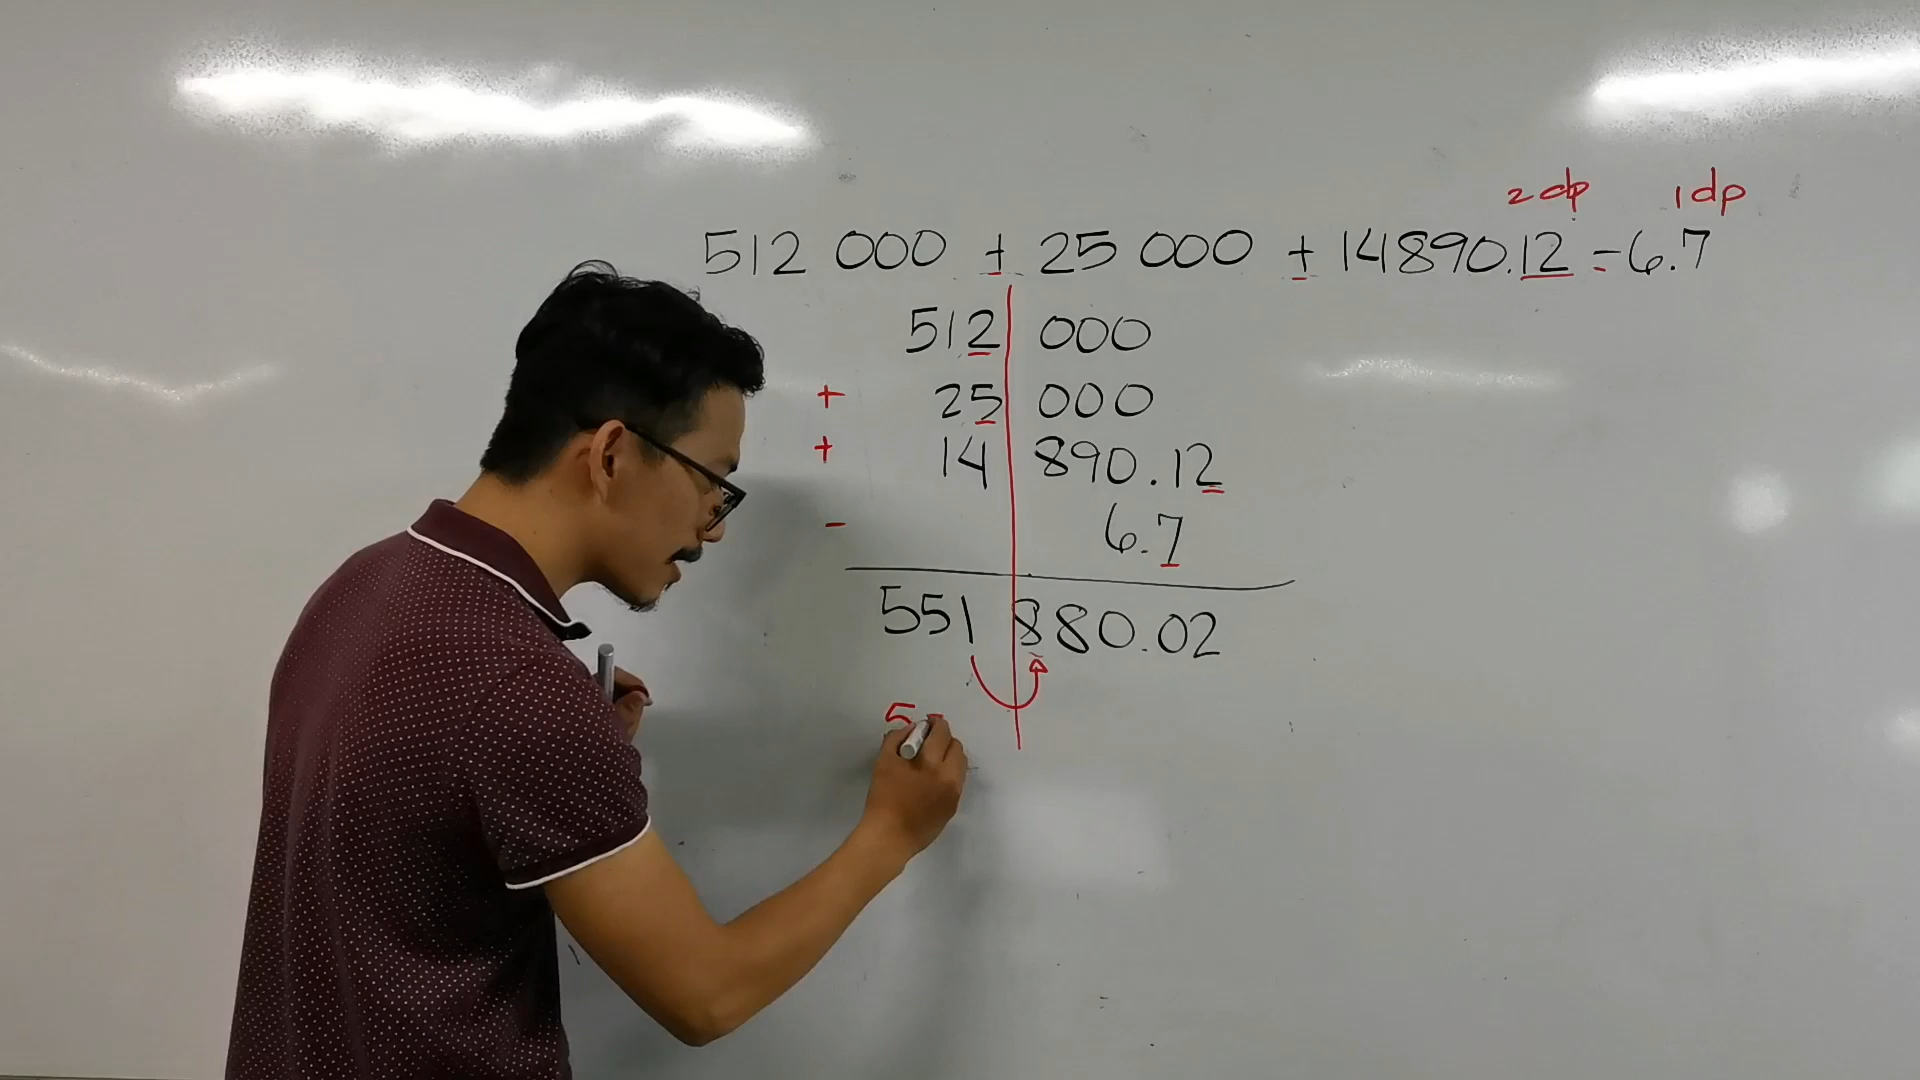 2dp 1dp
512 000 + 25 000 + 14890.12 - 6.7
512 000
+ 25 000
+ 14 890.12
- 6.7
551 880.02
5